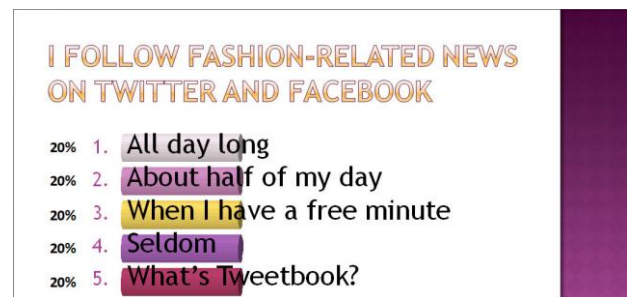 I FOLLOW FASHION-RELATED NEWS
ON TWITTER AND FACEBOOK
20% 1. All day long
20% 2. About half of my day
20% 3. When I have a free minute
20% 4. Seldom
20% 5. What's Tweetbook?